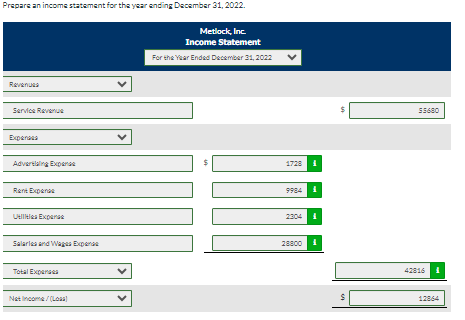 Prepare an income statement for the year ending December 31, 2022.
Metlock, Inc.
Income Statement
For the Year Ended December 31, 2022
Revenues
Service Revenue $ 55680
Expenses
Advertising Expense $ 1728 i
Rent Expense 9984 i
Utilities Expense 2304 i
Salaries and Wages Expense 28800 i
Total Expenses 42816 i
Net Income / (Loss) $ 12864